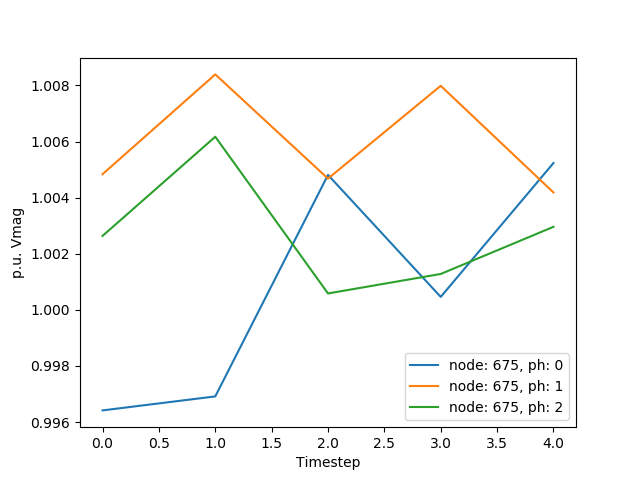 1.008
1.006
1.004
1.002
1.000
0.998
0.996
p.u. Vmag
node: 675, ph: 0
node: 675, ph: 1
node: 675, ph: 2
0.0 0.5 1.0 1.5 2.0 2.5 3.0 3.5 4.0
Timestep